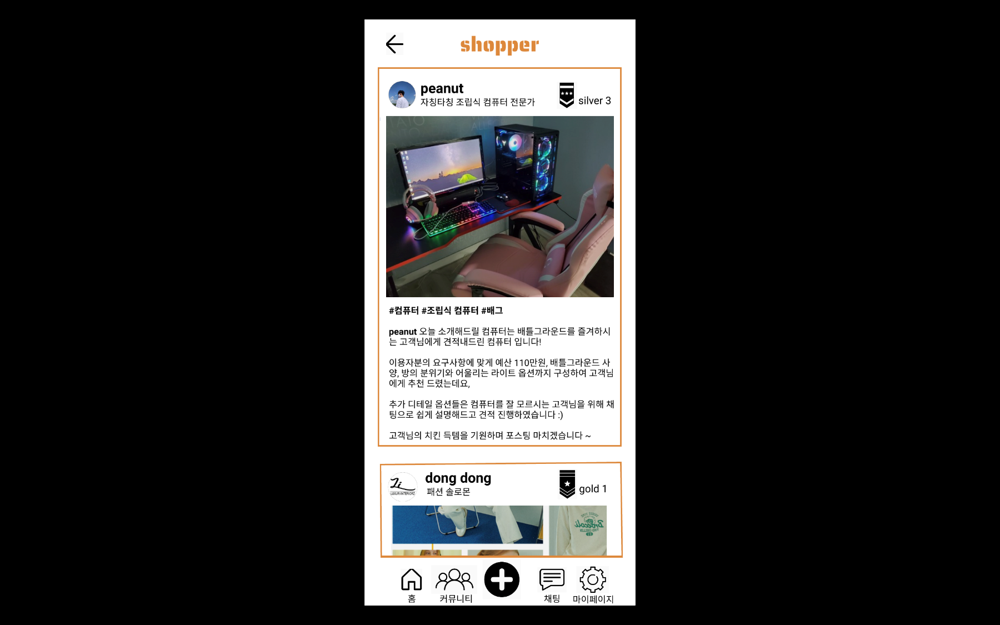 shopper
peanut
자칭타칭 조립식 컴퓨터 전문가
silver 3
#컴퓨터 #조립식 컴퓨터 #배그
peanut 오늘 소개해드릴 컴퓨터는 배틀그라운드를 즐겨하시
는 고객님에게 견적내드린 컴퓨터 입니다!
이용자분의 요구사항에 맞게 예산 110만원, 배틀그라운드 사
양, 방의 분위기와 어울리는 라이트 옵션까지 구성하여 고객님
에게 추천 드렸는데요,
추가 디테일 옵션들은 컴퓨터를 잘 모르시는 고객님을 위해 채
팅으로 쉽게 설명해드고 견적 진행하였습니다 :)
고객님의 치킨 득템을 기원하며 포스팅 마치겠습니다 ~
dong dong
패션 솔로몬
gold 1
Li
LUXURYINTERIORZ
Broccoli
홈
커뮤니티
채팅
마이페이지